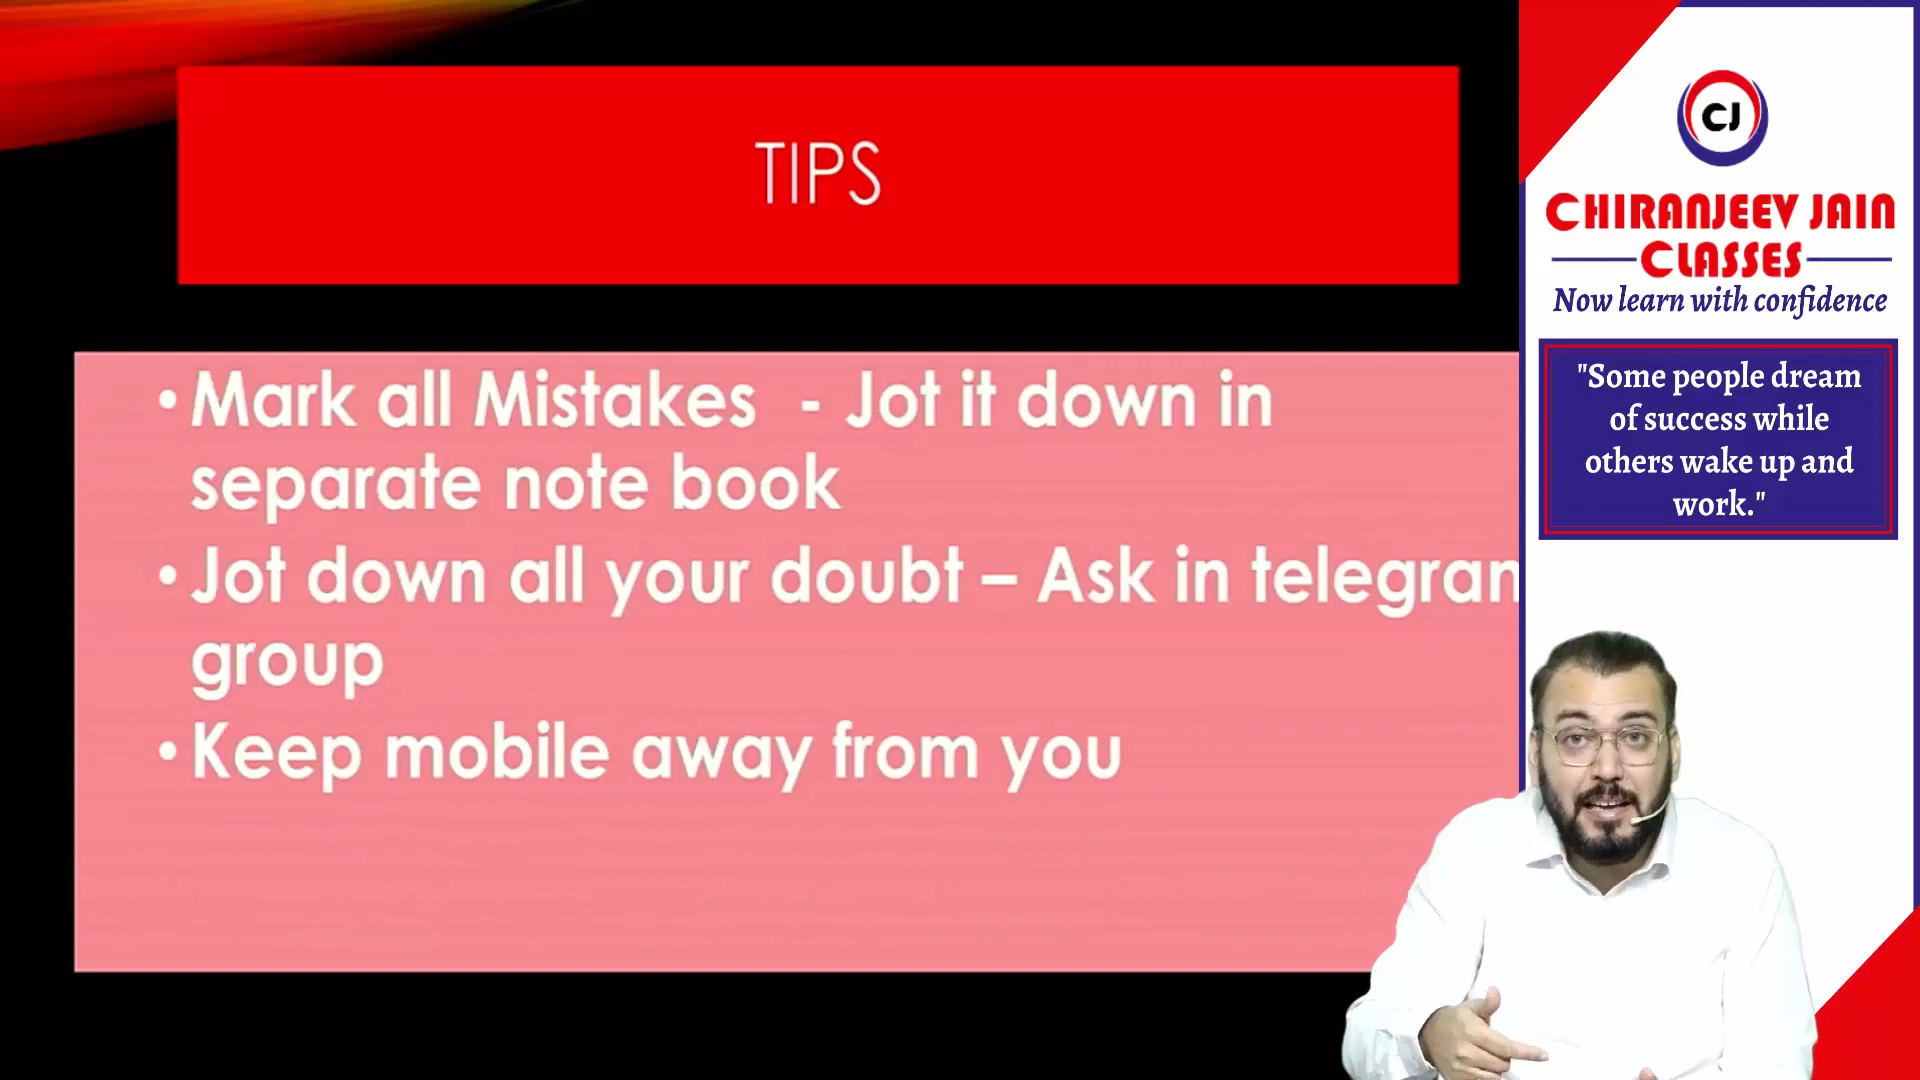 TIPS
• Mark all Mistakes - Jot it down in
separate note book
• Jot down all your doubt – Ask in
group
• Keep mobile away from you
CJ
CHIRANJEEV JAIN
CLASSES
Now learn with confidence
"Some people dream
of success while
others wake up and
work."